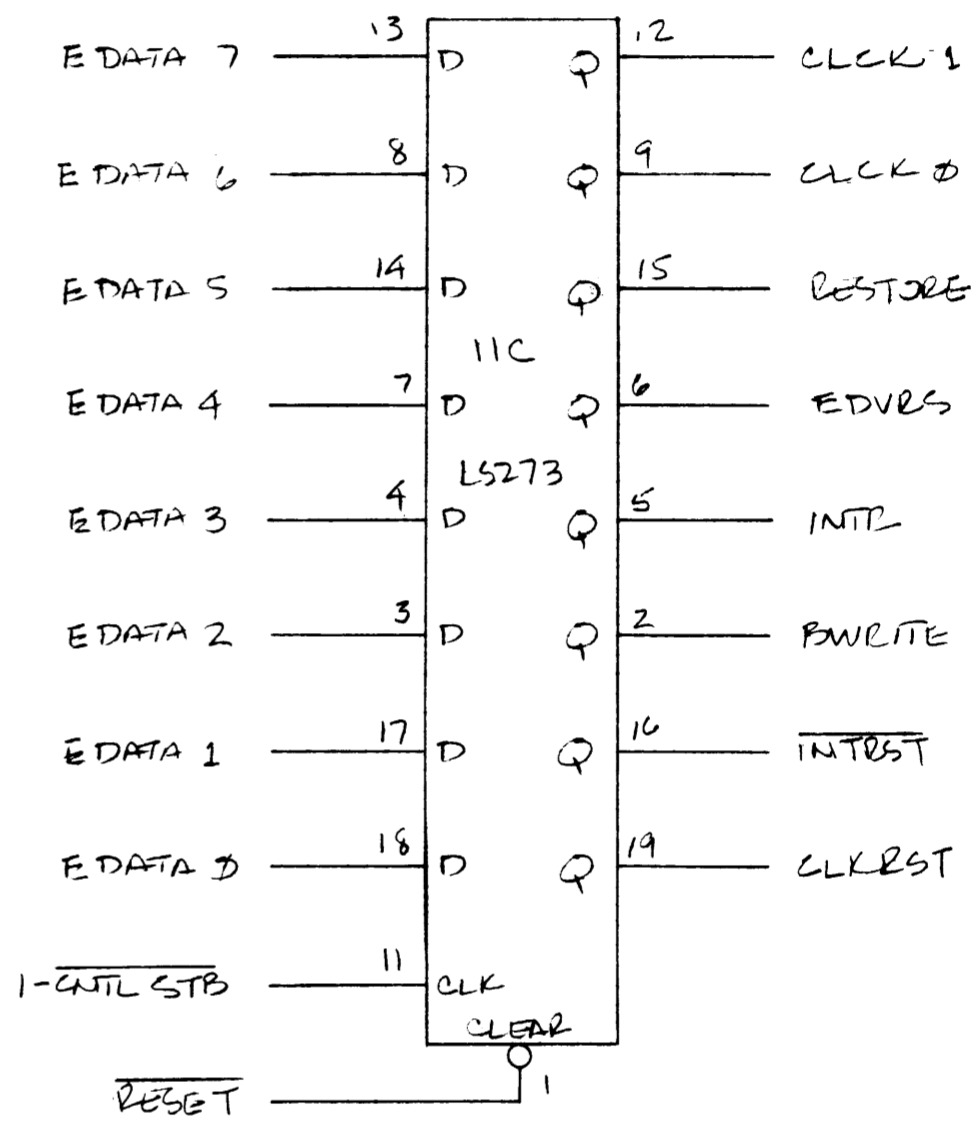 13 12
E DATA 7 D Q CLCK 1
8 9
E DATA 6 D Q CLCK 0
14 15
E DATA 5 D Q RESTORE
11C
7 6
E DATA 4 D Q EDVRS
LS273
4 5
E DATA 3 D Q INTR
3 2
E DATA 2 D Q BWRITE
17 16
E DATA 1 D Q INTRST
18 19
E DATA 0 D Q CLKRST
11
1-CNTL STB CLK
CLEAR
1
RESET